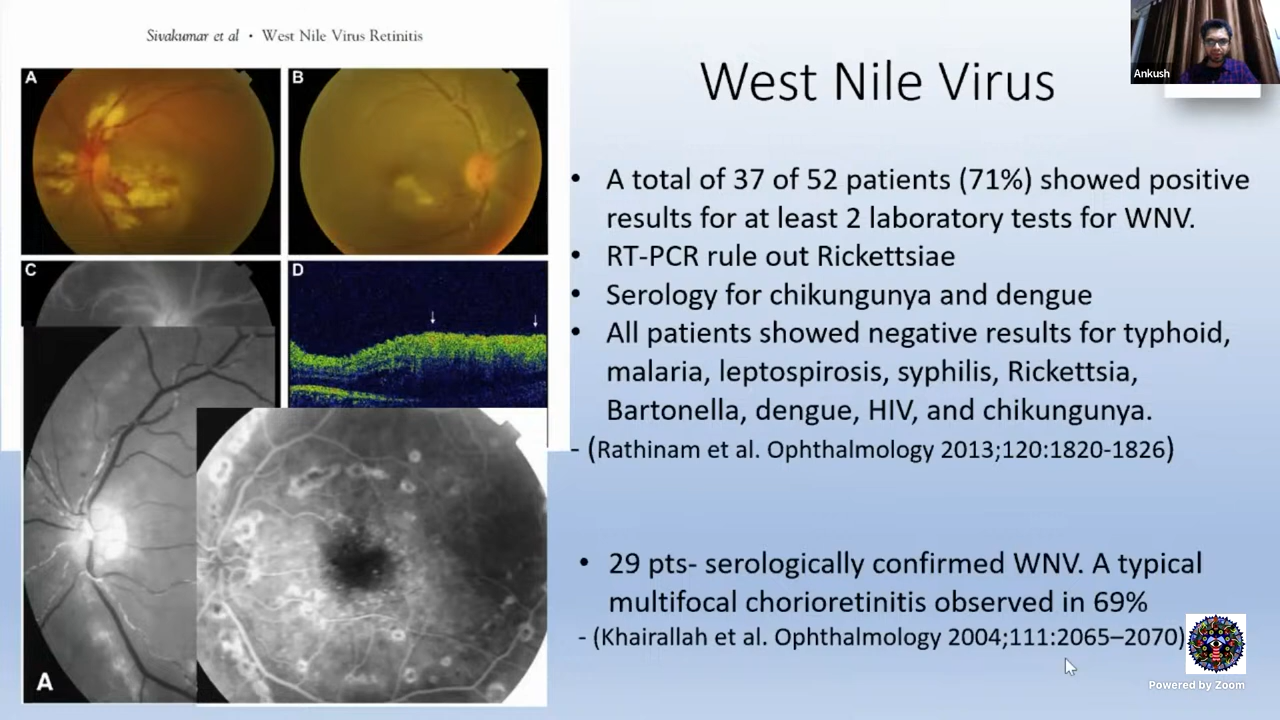 Sivakumar et al • West Nile Virus Retinitis
A
B
C
D
A
West Nile Virus
• A total of 37 of 52 patients (71%) showed positive
results for at least 2 laboratory tests for WNV.
• RT-PCR rule out Rickettsiae
• Serology for chikungunya and dengue
• All patients showed negative results for typhoid,
malaria, leptospirosis, syphilis, Rickettsia,
Bartonella, dengue, HIV, and chikungunya.
- (Rathinam et al. Ophthalmology 2013;120:1820-1826)
• 29 pts- serologically confirmed WNV. A typical
multifocal chorioretinitis observed in 69%
- (Khairallah et al. Ophthalmology 2004;111:2065–2070)
Ankush
Powered by Zoom